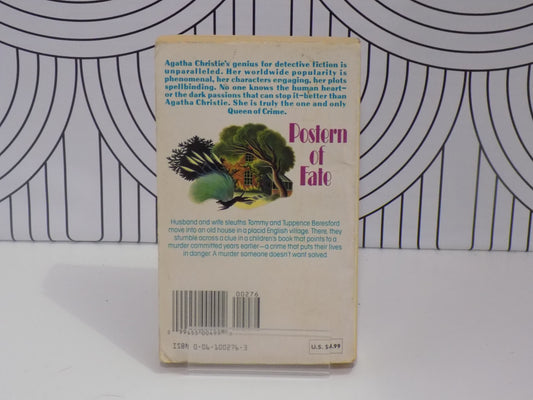 Agatha Christie's genius for detective fiction is
unparalleled. Her worldwide popularity is
phenomenal, her characters engaging, her plots
spellbinding. No one knows the human heart—
or the dark passions that can stop it—better than
Agatha Christie. She is truly the one and only
Queen of Crime.
Postern
of
Fate
Husband and wife sleuths Tommy and Tuppence Beresford
move into an old house in a placid English village. There, they
stumble across a clue in a children's book that points to a
murder committed years earlier—a crime that puts their lives
in danger. A murder someone doesn't want solved
00276
ISBN 0-06-100276-3
U.S. $4.99